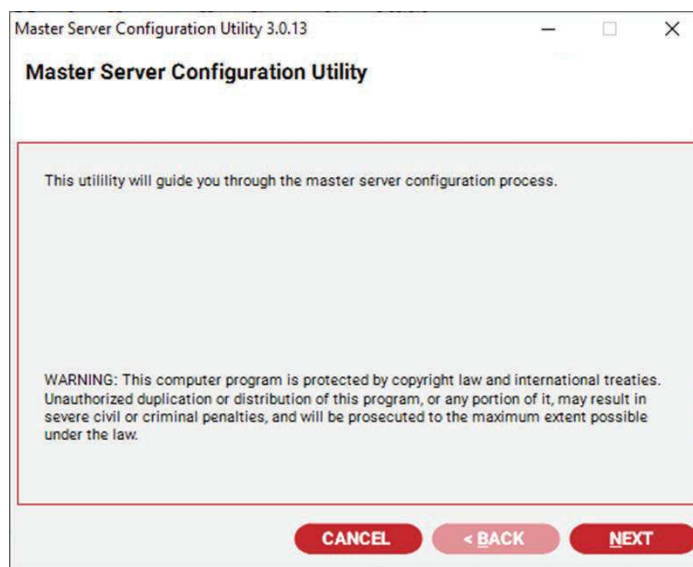 Master Server Configuration Utility 3.0.13
Master Server Configuration Utility
This utilility will guide you through the master server configuration process.
WARNING: This computer program is protected by copyright law and international treaties.
Unauthorized duplication or distribution of this program, or any portion of it, may result in
severe civil or criminal penalties, and will be prosecuted to the maximum extent possible
under the law.
CANCEL < BACK NEXT